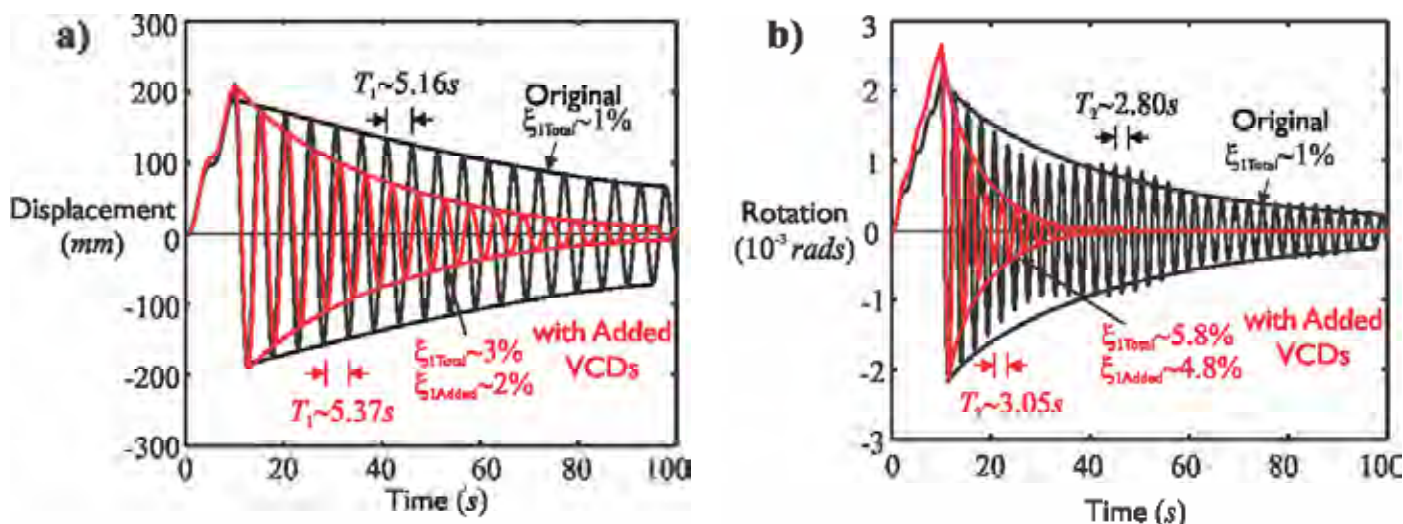 a)
300
200
100
0
-100
-200
-300
Displacement
(mm)
T₁~5.16s
Original
ξ₁Total~1%
ξ₁Total~3%
ξ₁Added~2%
with Added
VCDs
T₁~5.37s
0 20 40 60 80 100
Time (s)
b)
3
2
1
0
-1
-2
-3
Rotation
(10⁻³ rads)
T₂~2.80s
Original
ξ₁Total~1%
ξ₁Total~5.8%
ξ₁Added~4.8%
with Added
VCDs
~3.05s
0 20 40 60 80 100
Time (s)